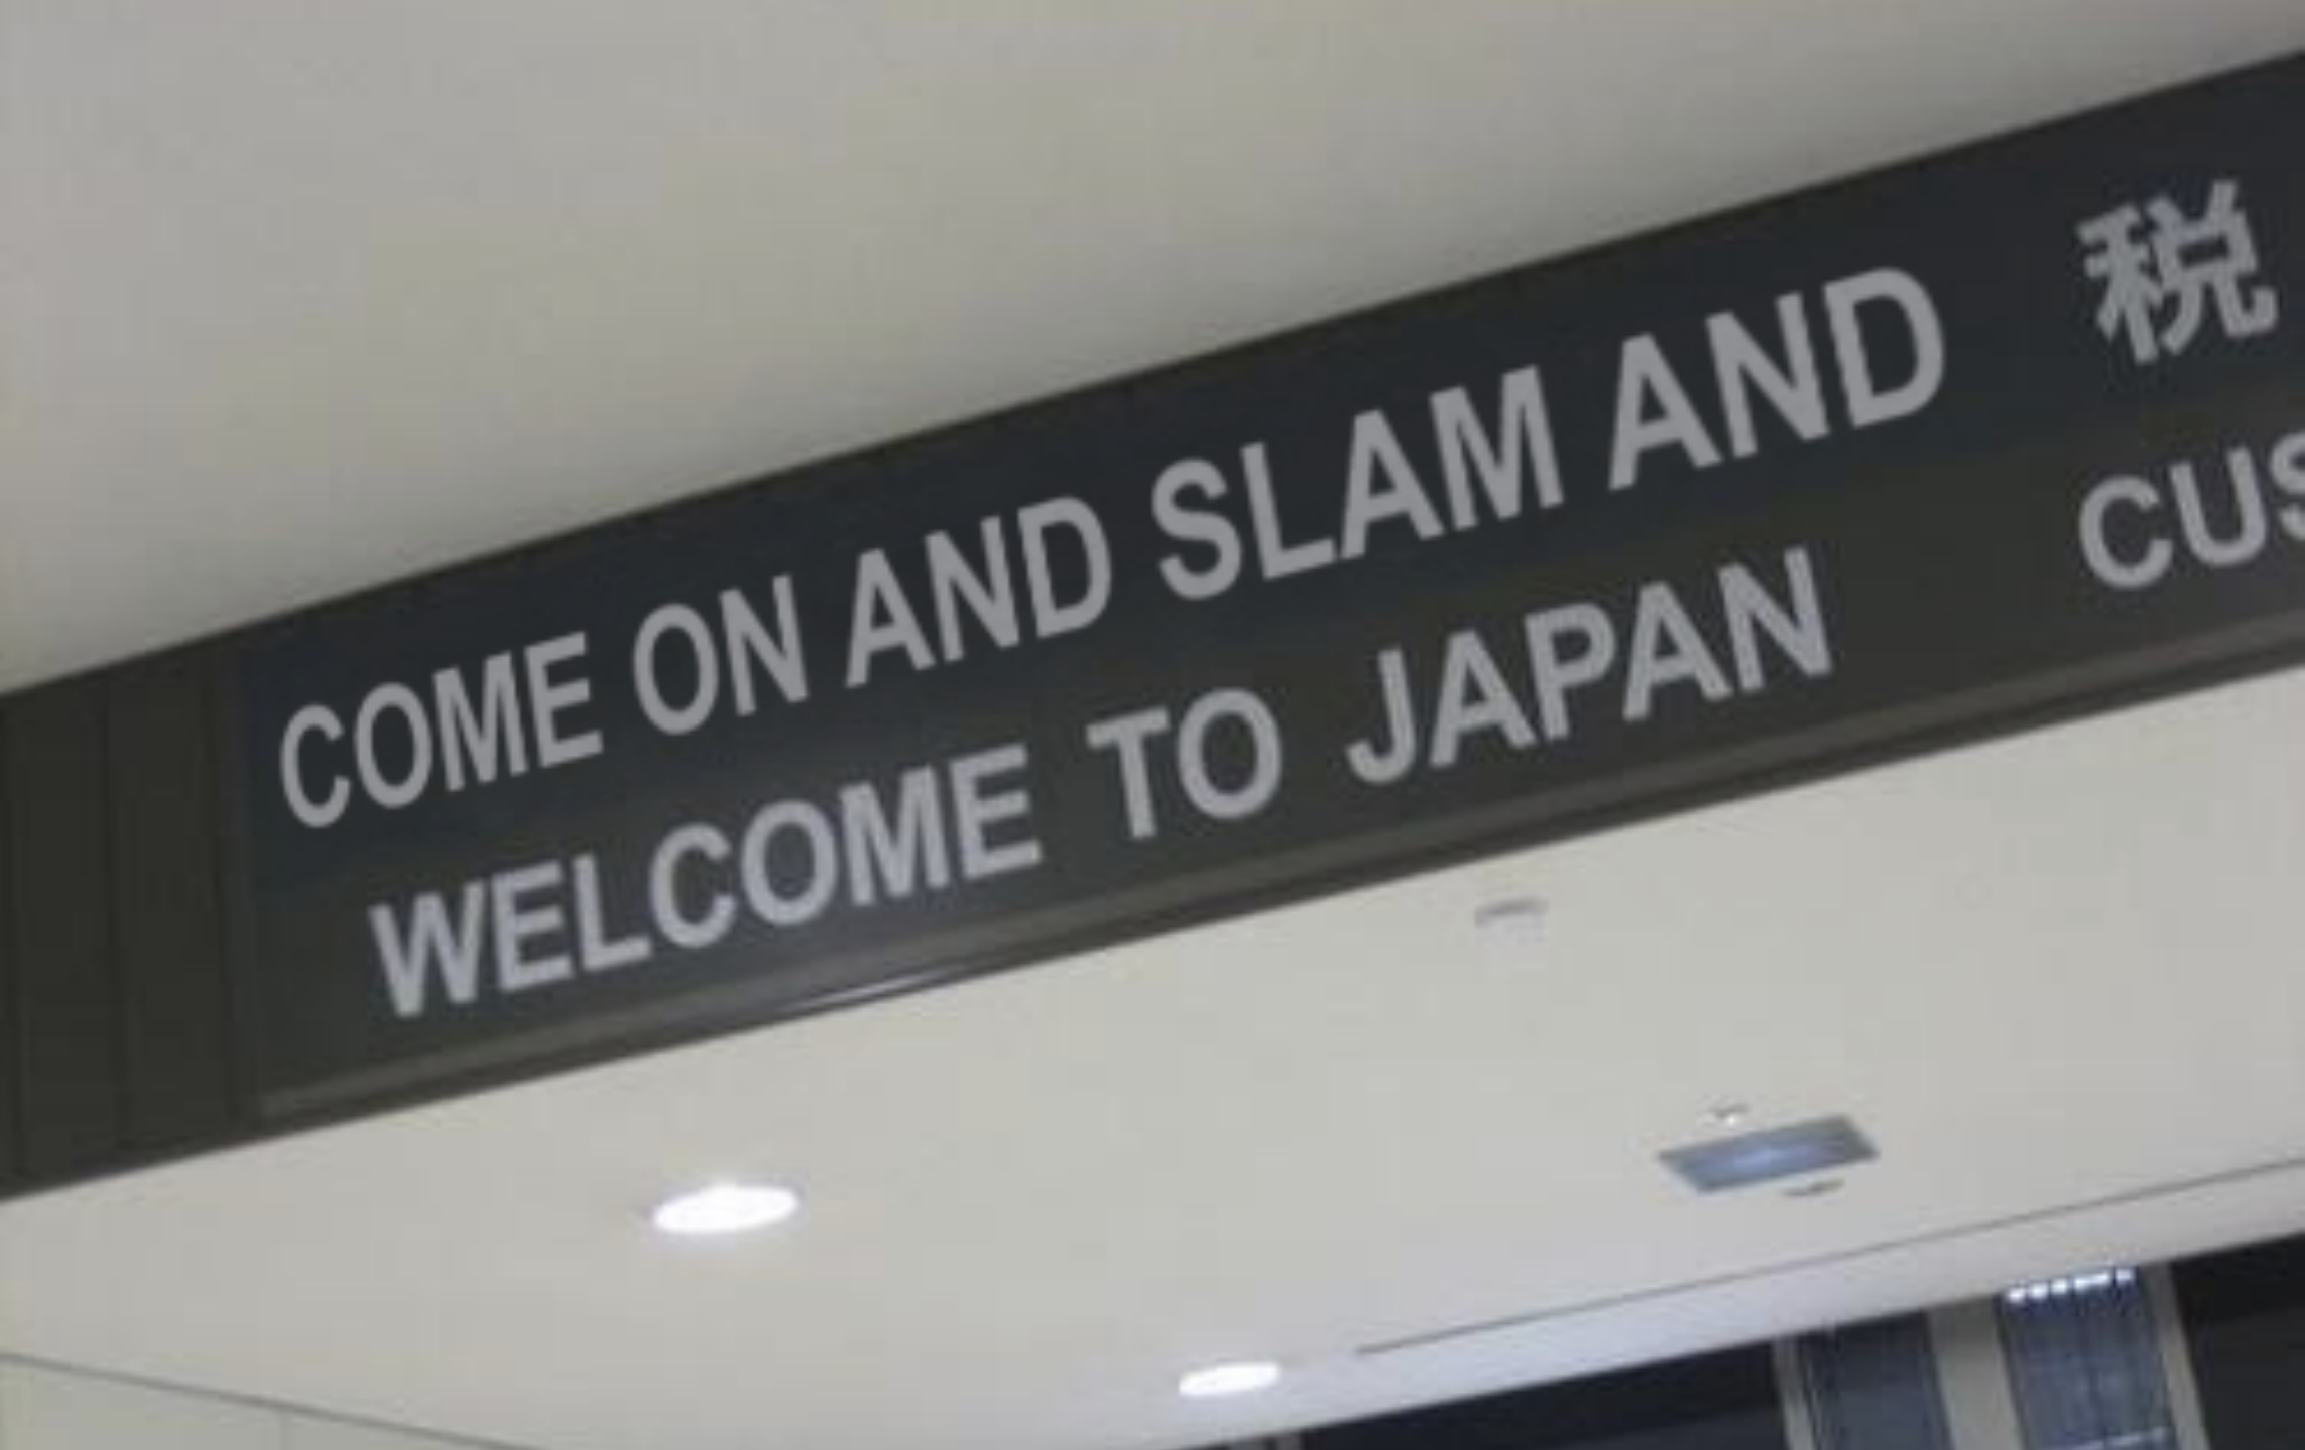 COME ON AND SLAM AND
WELCOME TO JAPAN
税
CUS